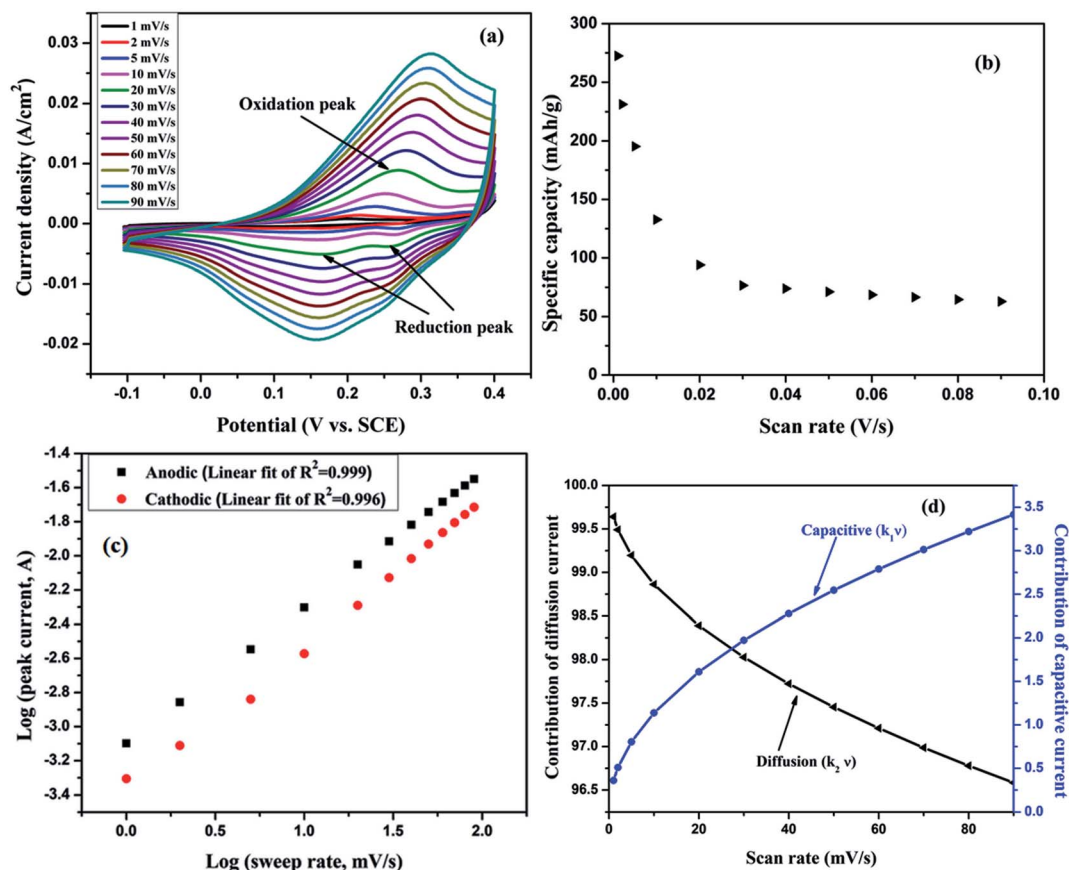 (a)
1 mV/s
2 mV/s
5 mV/s
10 mV/s
20 mV/s
30 mV/s
40 mV/s
50 mV/s
60 mV/s
70 mV/s
80 mV/s
90 mV/s
Oxidation peak
Reduction peak
0.03
0.02
0.01
0.00
-0.01
-0.02
Current density (A/cm²)
-0.1 0.0 0.1 0.2 0.3 0.4
Potential (V vs. SCE)
(b)
300
250
200
150
100
50
0
Specific capacity (mAh/g)
0.00 0.02 0.04 0.06 0.08 0.10
Scan rate (V/s)
(c)
Anodic (Linear fit of R²=0.999)
Cathodic (Linear fit of R²=0.996)
-1.4
-1.6
-1.8
-2.0
-2.2
-2.4
-2.6
-2.8
-3.0
-3.2
-3.4
Log (peak current, A)
0.0 0.5 1.0 1.5 2.0
Log (sweep rate, mV/s)
(d)
Capacitive (k₁ν)
Diffusion (k₂ ν)
100.0
99.5
99.0
98.5
98.0
97.5
97.0
96.5
Contribution of diffusion current
3.5
3.0
2.5
2.0
1.5
1.0
0.5
0.0
Contribution of capacitive current
0 20 40 60 80
Scan rate (mV/s)